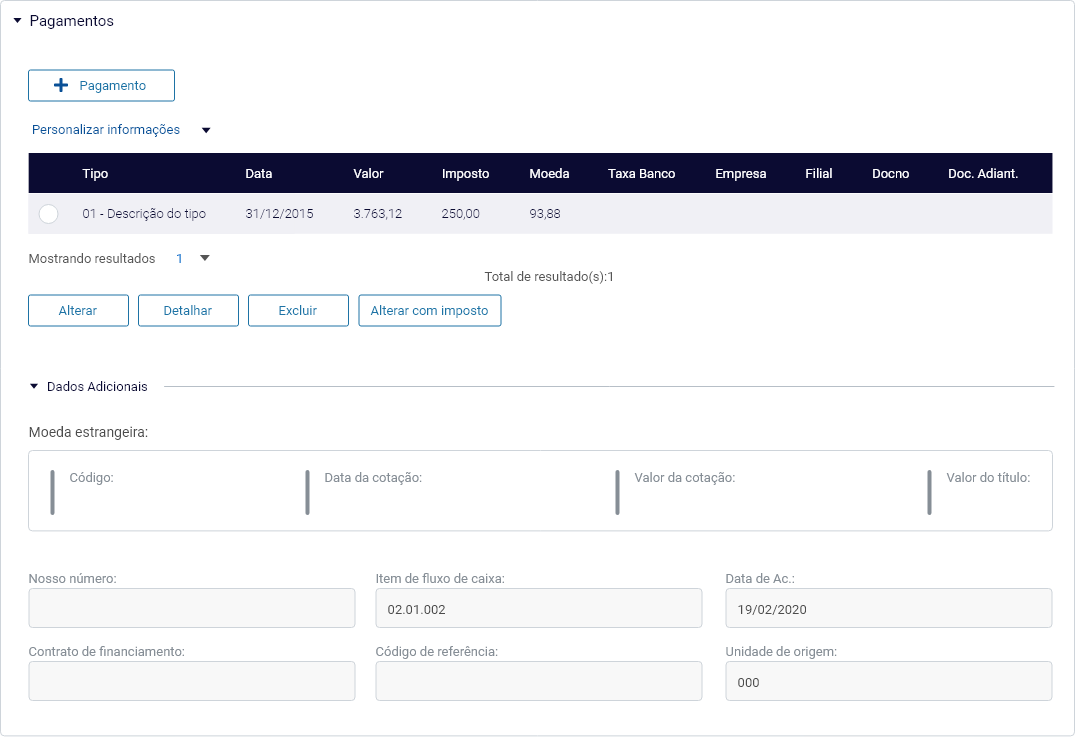 Pagamentos
Pagamento
Personalizar informações
Tipo Data Valor Imposto Moeda Taxa Banco Empresa Filial Docno Doc. Adiant.
01 - Descrição do tipo 31/12/2015 3.763,12 250,00 93,88
Mostrando resultados 1
Total de resultado(s):1
Alterar Detalhar Excluir Alterar com imposto
Dados Adicionais
Moeda estrangeira:
Código: Data da cotação: Valor da cotação: Valor do título:
Nosso número: Item de fluxo de caixa: Data de Ac.:
02.01.002 19/02/2020
Contrato de financiamento: Código de referência: Unidade de origem:
000